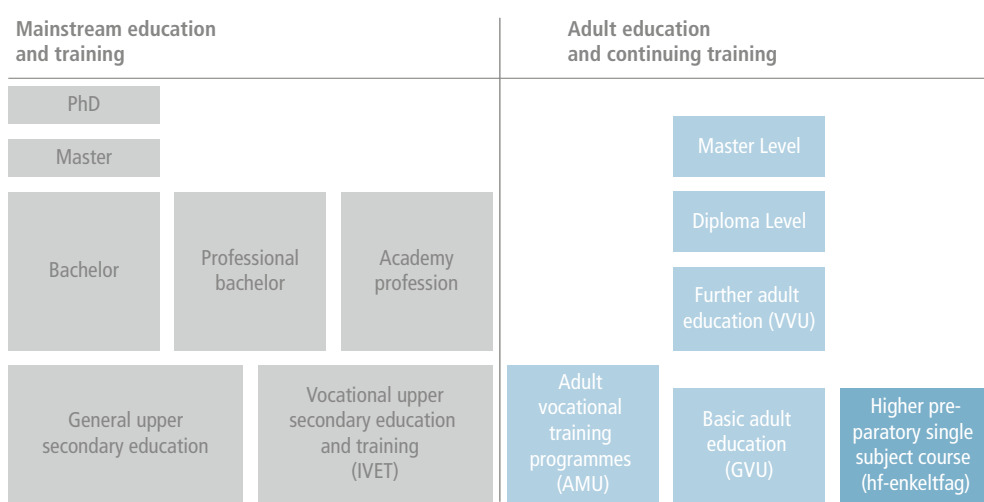 Mainstream education
and training
Adult education
and continuing training
PhD
Master
Master Level
Bachelor
Professional
bachelor
Academy
profession
Diploma Level
Further adult
education (VVU)
General upper
secondary education
Vocational upper
secondary education
and training
(IVET)
Adult
vocational
training
programmes
(AMU)
Basic adult
education
(GVU)
Higher pre-
paratory single
subject course
(hf-enkeltfag)